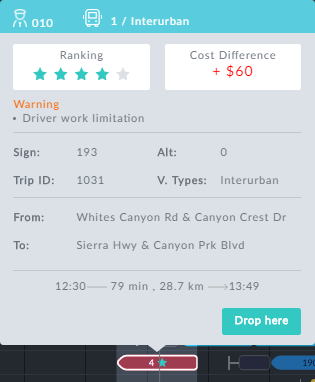 010 1 / Interurban
Ranking Cost Difference
+ $60
Warning
• Driver work limitation
Sign: 193 Alt: 0
Trip ID: 1031 V. Types: Interurban
From: Whites Canyon Rd & Canyon Crest Dr
To: Sierra Hwy & Canyon Prk Blvd
12:30 79 min , 28.7 km 13:49
Drop here
4